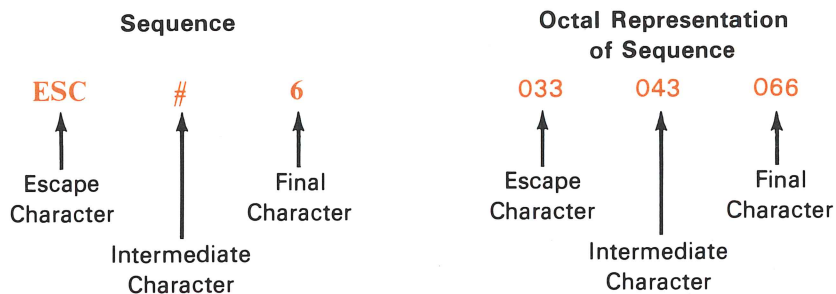 Sequence
ESC # 6
Escape
Character
Final
Character
Intermediate
Character
Octal Representation
of Sequence
033 043 066
Escape
Character
Final
Character
Intermediate
Character